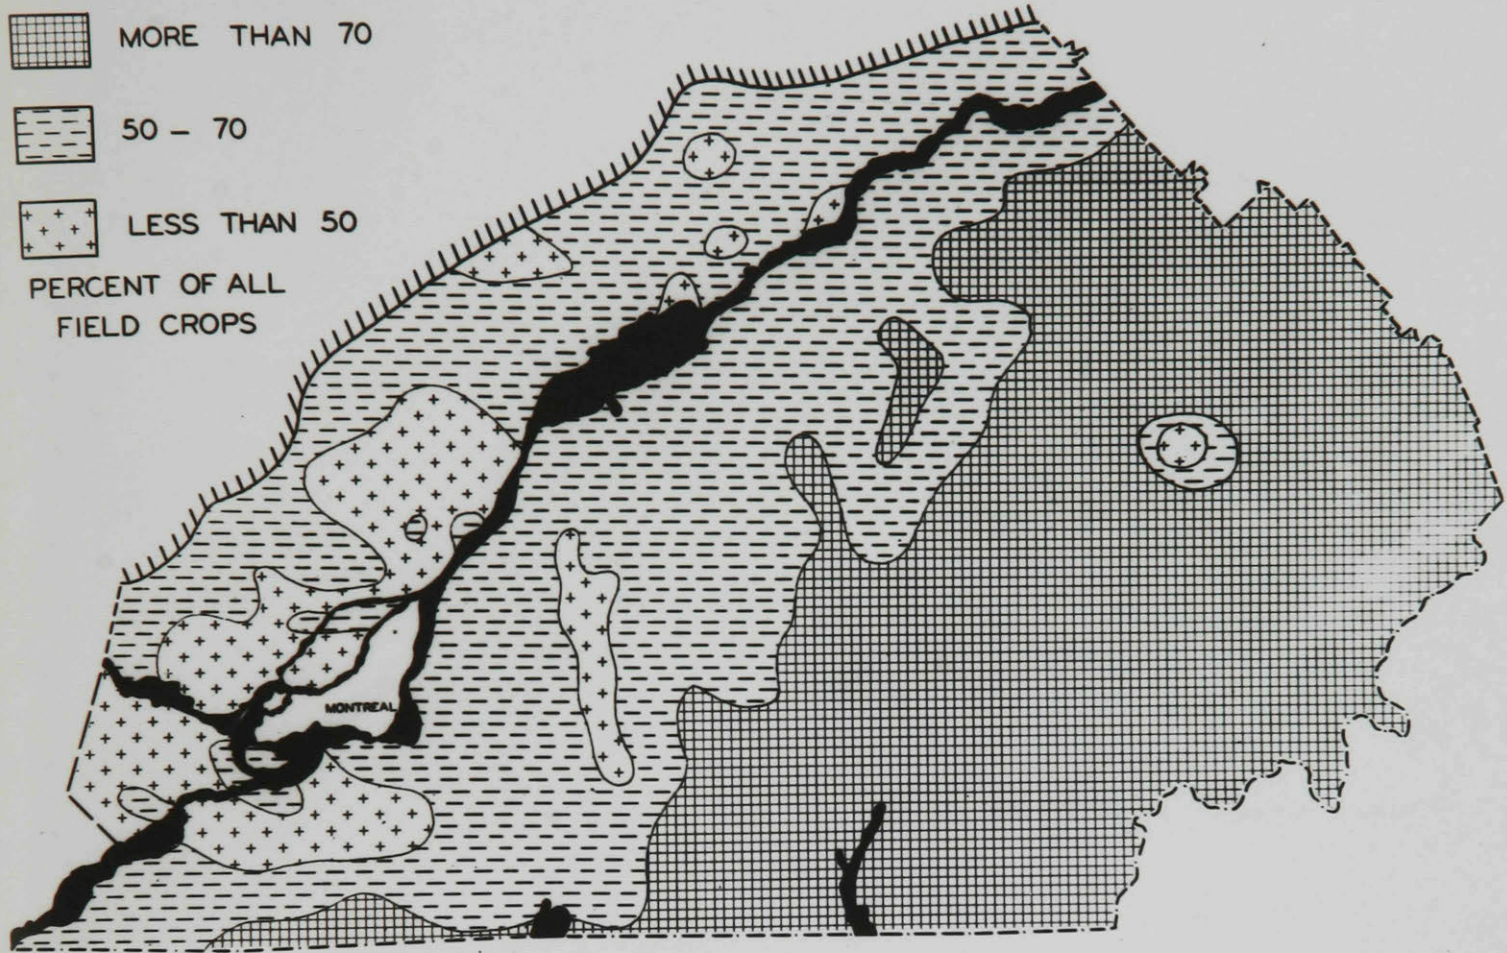 MORE THAN 70
50 – 70
LESS THAN 50
PERCENT OF ALL
FIELD CROPS
MONTREAL